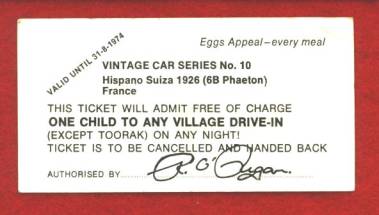 Eggs Appeal—every meal
VALID UNTIL 31-8-1974
VINTAGE CAR SERIES No. 10
Hispano Suiza 1926 (6B Phaeton)
France
THIS TICKET WILL ADMIT FREE OF CHARGE
ONE CHILD TO ANY VILLAGE DRIVE-IN
(EXCEPT TOORAK) ON ANY NIGHT!
TICKET IS TO BE CANCELLED AND HANDED BACK
AUTHORISED BY R. O'Regan.